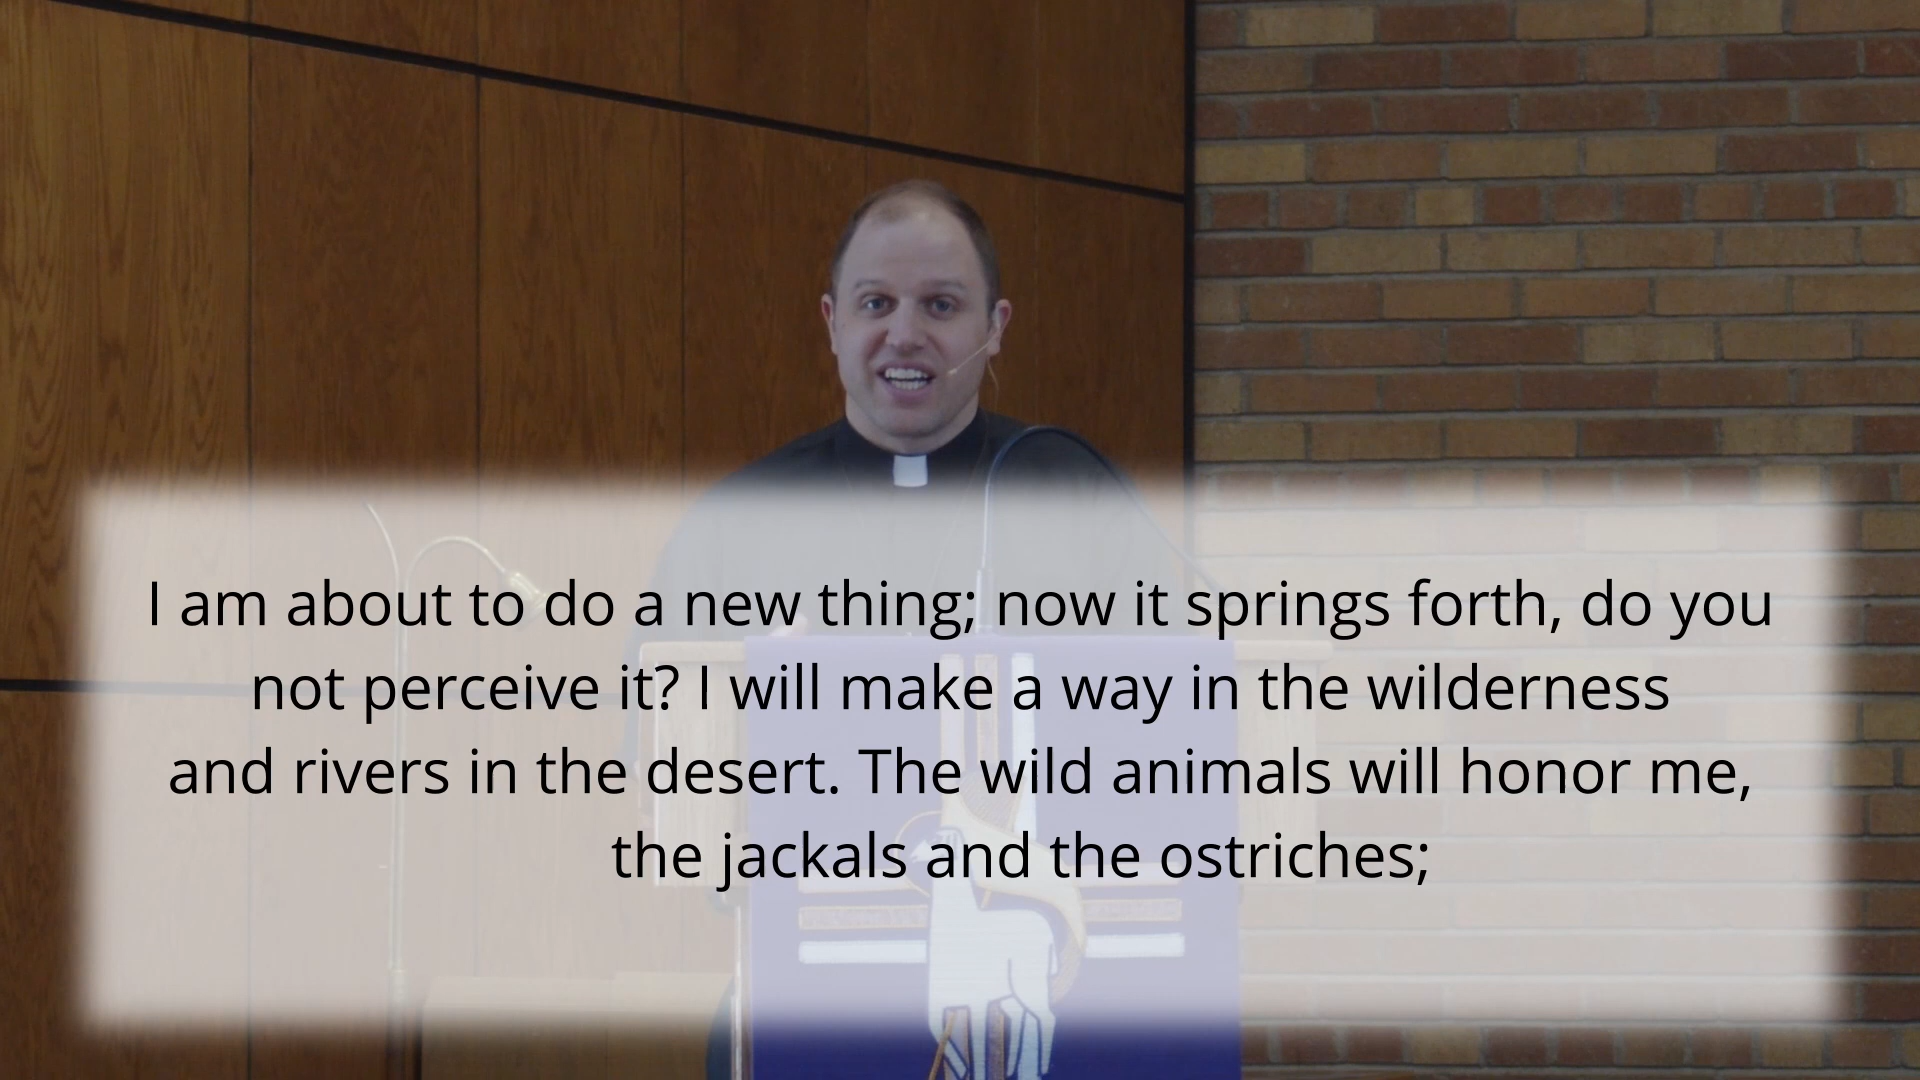 I am about to do a new thing; now it springs forth, do you
not perceive it? I will make a way in the wilderness
and rivers in the desert. The wild animals will honor me,
the jackals and the ostriches;